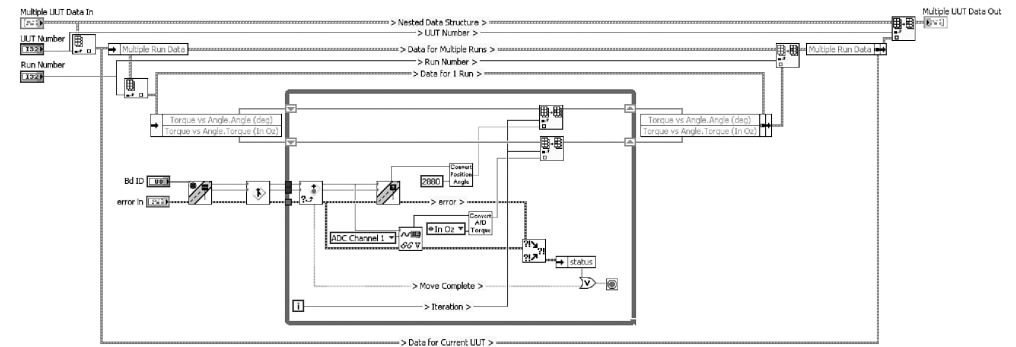 Multiple UUT Data In
Multiple UUT Data Out
> Nested Data Structure >
UUT Number
I32
> UUT Number >
Multiple Run Data
> Data for Multiple Runs >
Multiple Run Data
Run Number
I32
> Run Number >
> Data for 1 Run >
Torque vs Angle.Angle (deg)
Torque vs Angle.Torque (In Oz)
Torque vs Angle.Angle (deg)
Torque vs Angle.Torque (In Oz)
Bd ID
2880
Convert
Position
Angle
error in
> error >
ADC Channel 1
In Oz
Convert
A/D
Torque
status
> Move Complete >
i
> Iteration >
> Data for Current UUT >